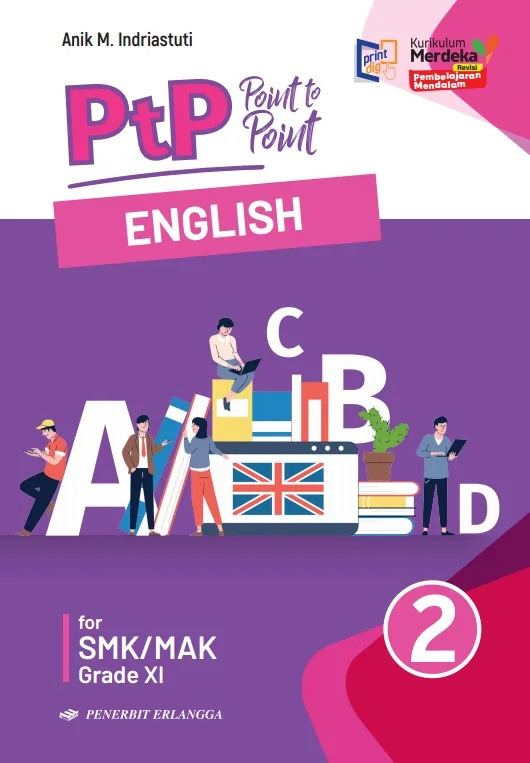 Anik M. Indriastuti
print
dig
Kurikulum
Merdeka
Revisi
Pembelajaran
Mendalam
PtP
Point to
Point
ENGLISH
C
B
A
D
for
SMK/MAK
Grade XI
2
PENERBIT ERLANGGA